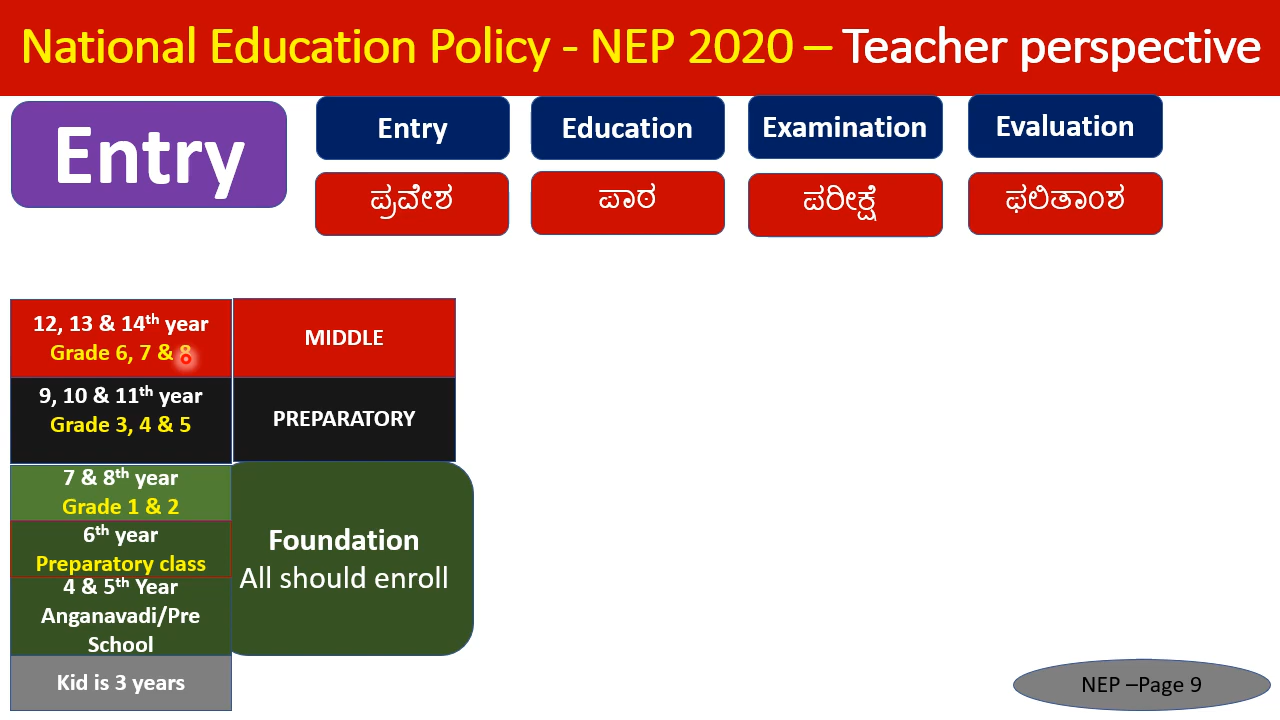 National Education Policy - NEP 2020 – Teacher perspective
Entry
Entry
Education
Examination
Evaluation
ಪ್ರವೇಶ
ಪಾಠ
ಪರೀಕ್ಷೆ
ಫಲಿತಾಂಶ
12, 13 & 14th year
Grade 6, 7 & 8
MIDDLE
9, 10 & 11th year
Grade 3, 4 & 5
PREPARATORY
7 & 8th year
Grade 1 & 2
6th year
Preparatory class
4 & 5th Year
Anganavadi/Pre
School
Foundation
All should enroll
Kid is 3 years
NEP –Page 9